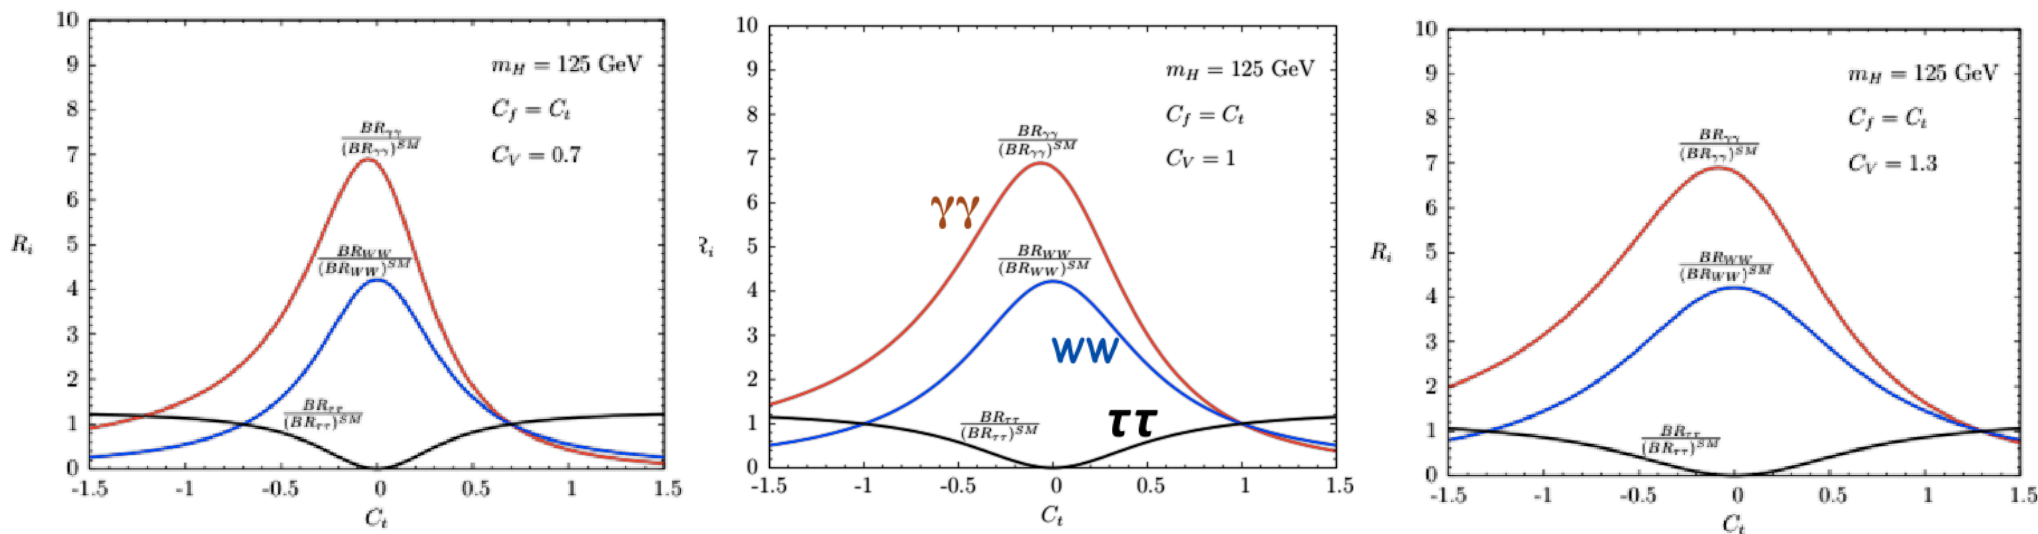 10
9
8
7
6
5
4
3
2
1
0
R_i
m_H = 125 GeV
C_f = C_t
C_V = 0.7
BR_γγ
(BR_γγ)^SM
BR_WW
(BR_WW)^SM
BR_ττ
(BR_ττ)^SM
-1.5 -1 -0.5 0 0.5 1 1.5
C_t
10
9
8
7
6
5
4
3
2
1
0
R_i
m_H = 125 GeV
C_f = C_t
C_V = 1
BR_γγ
(BR_γγ)^SM
γγ
BR_WW
(BR_WW)^SM
WW
BR_ττ
(BR_ττ)^SM
ττ
-1.5 -1 -0.5 0 0.5 1 1.5
C_t
10
9
8
7
6
5
4
3
2
1
0
R_i
m_H = 125 GeV
C_f = C_t
C_V = 1.3
BR_γγ
(BR_γγ)^SM
BR_WW
(BR_WW)^SM
BR_ττ
(BR_ττ)^SM
-1.5 -1 -0.5 0 0.5 1 1.5
C_t